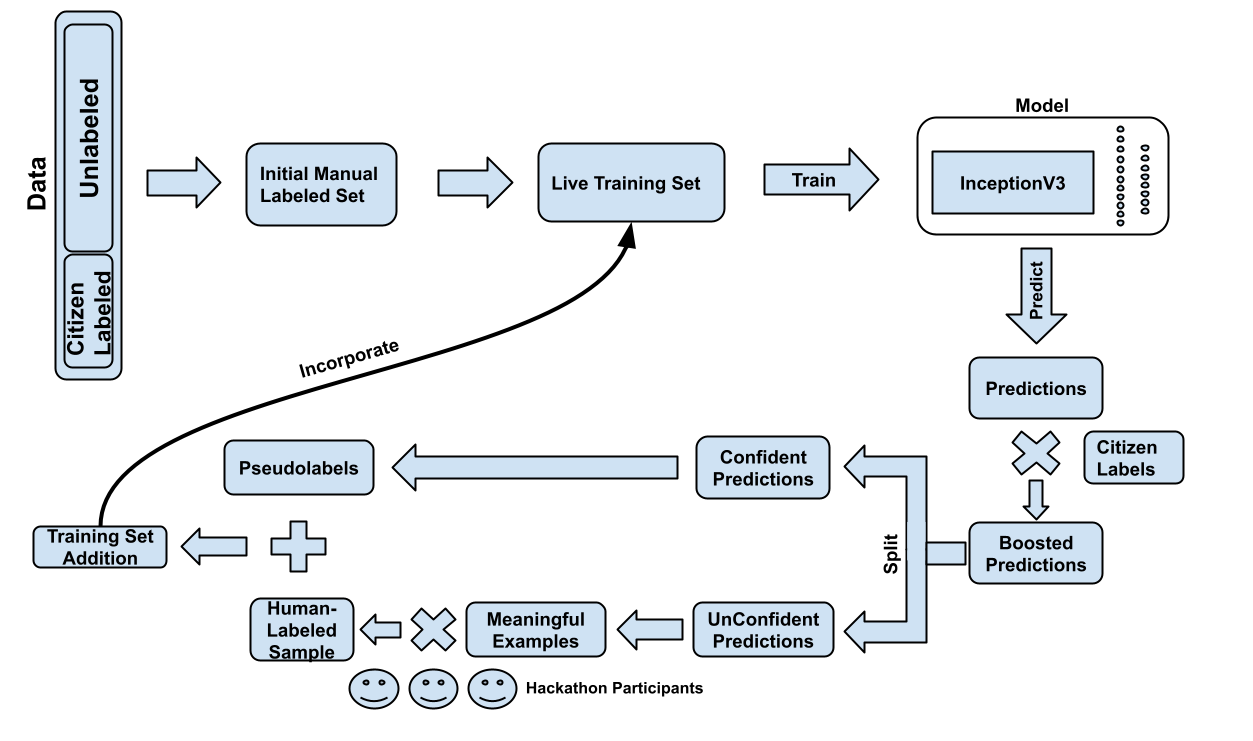 Data
Unlabeled
Citizen
Labeled
Initial Manual
Labeled Set
Live Training Set
Train
Model
InceptionV3
Predict
Predictions
Citizen
Labels
Boosted
Predictions
Split
Confident
Predictions
UnConfident
Predictions
Pseudolabels
Meaningful
Examples
Human-
Labeled
Sample
Hackathon Participants
Training Set
Addition
Incorporate